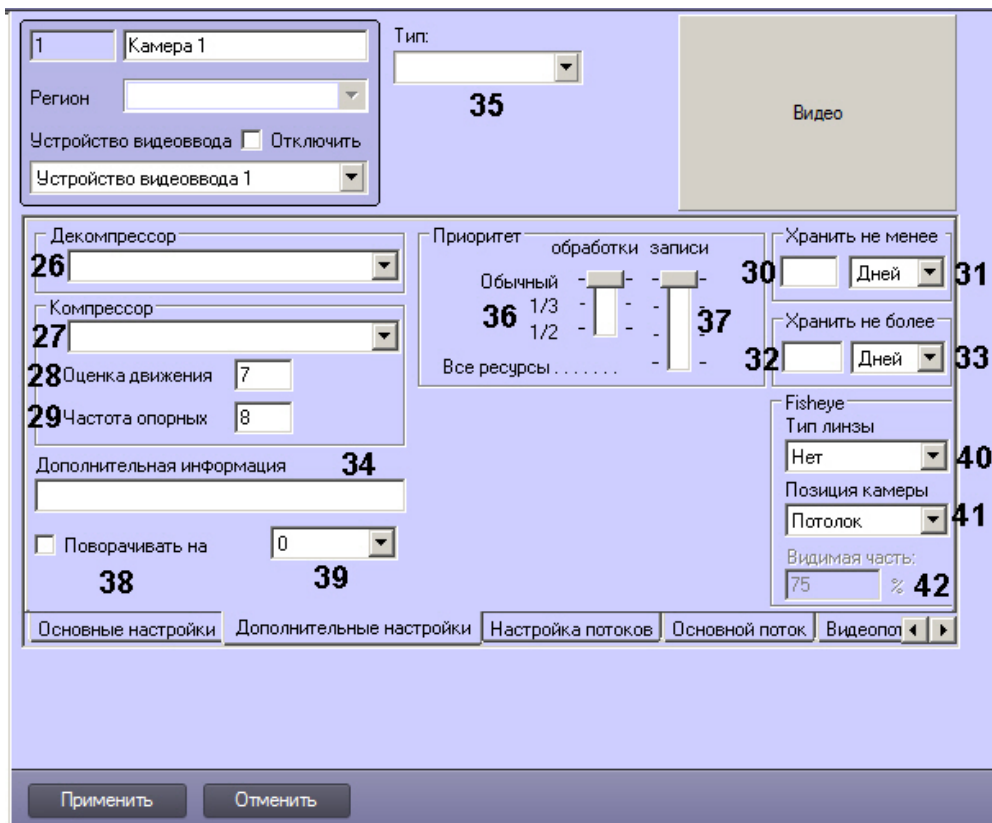 1
Камера 1
Тип:
35
Регион
Устройство видеоввода Отключить
Устройство видеоввода 1
Видео
Декомпрессор
26
Компрессор
27
28 Оценка движения 7
29 Частота опорных 8
Дополнительная информация 34
Поворачивать на 0
38
39
Приоритет
обработки записи
Обычный
1/3
1/2
36
37
Все ресурсы . . . . . . .
Хранить не менее
30 Дней 31
Хранить не более
32 Дней 33
Fisheye
Тип линзы
Нет 40
Позиция камеры
Потолок 41
Видимая часть:
75 % 42
Основные настройки Дополнительные настройки Настройка потоков Основной поток Видеопот
Применить Отменить